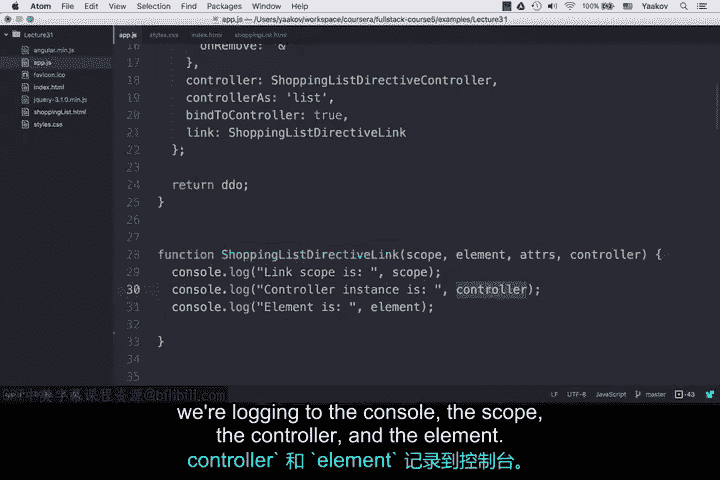 Atom File Edit Selection Find Packages Window Help 100% Yaakov
app.js — /Users/yaakov/workspace/coursera/fullstack-course5/examples/Lecture31
Lecture31
angular.min.js
app.js
favicon.ico
index.html
jquery-3.1.0.min.js
shoppingList.html
styles.css
app.js styles.css index.html shoppingList.html
16 onRemove: '&'
17 },
18 controller: ShoppingListDirectiveController,
19 controllerAs: 'list',
20 bindToController: true,
21 link: ShoppingListDirectiveLink
22 };
23
24 return ddo;
25 }
26
27
28 function ShoppingListDirectiveLink(scope, element, attrs, controller) {
29 console.log("Link scope is: ", scope);
30 console.log("Controller instance is: ", controller);
31 console.log("Element is: ", element);
32
33 }
34
35
LF UTF-8 JavaScript master -43
we're logging to the console, the scope,
the controller, and the element.
controller` 和 `element` 记录到控制台。